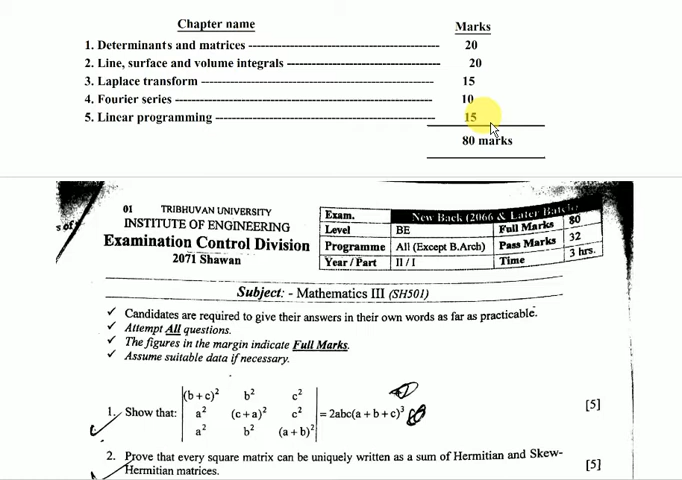 Chapter name Marks
1. Determinants and matrices ------------------------------------------------ 20
2. Line, surface and volume integrals -------------------------------------- 20
3. Laplace transform ---------------------------------------------------------- 15
4. Fourier series ---------------------------------------------------------------- 10
5. Linear programming ------------------------------------------------------- 15
80 marks
s of
01 TRIBHUVAN UNIVERSITY
INSTITUTE OF ENGINEERING
Examination Control Division
2071 Shawan
Exam. New Back (2066 & Later Batch)
Level BE Full Marks 80
Programme All (Except B.Arch) Pass Marks 32
Year / Part II / I Time 3 hrs.
Subject: - Mathematics III (SH501)
✓ Candidates are required to give their answers in their own words as far as practicable.
✓ Attempt All questions.
✓ The figures in the margin indicate Full Marks.
✓ Assume suitable data if necessary.
1. Show that: |(b+c)² b² c²|
|a² (c+a)² c²| = 2abc(a+b+c)³ [5]
|a² b² (a+b)²|
2. Prove that every square matrix can be uniquely written as a sum of Hermitian and Skew-
Hermitian matrices. [5]